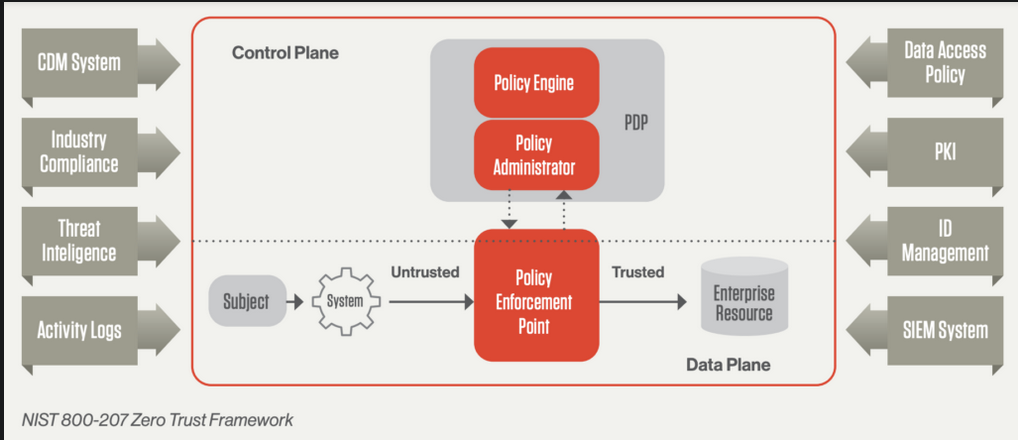 CDM System
Industry
Compliance
Threat
Inteligence
Activity Logs
Control Plane
Policy Engine
Policy
Administrator
PDP
Subject
System
Untrusted
Policy
Enforcement
Point
Trusted
Enterprise
Resource
Data Plane
Data Access
Policy
PKI
ID
Management
SIEM System
NIST 800-207 Zero Trust Framework